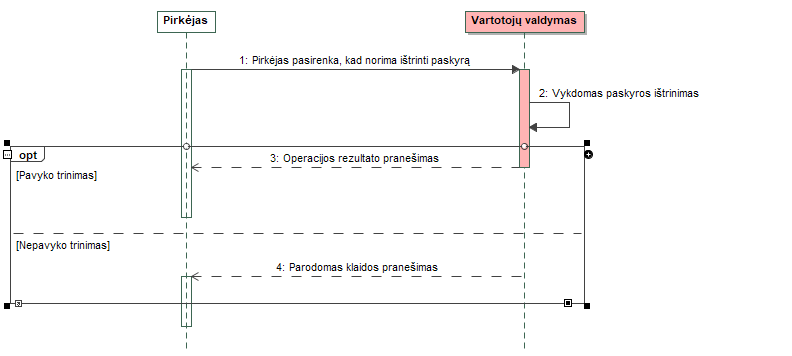 Pirkėjas
Vartotojų valdymas
1: Pirkėjas pasirenka, kad norima ištrinti paskyrą
2: Vykdomas paskyros ištrinimas
opt
3: Operacijos rezultato pranešimas
[Pavyko trinimas]
[Nepavyko trinimas]
4: Parodomas klaidos pranešimas